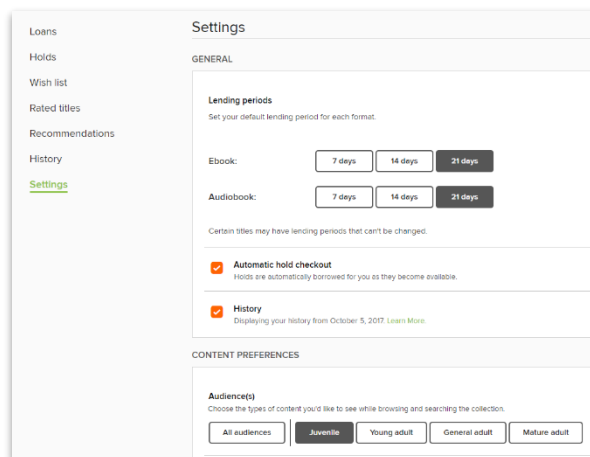 Loans
Holds
Wish list
Rated titles
Recommendations
History
Settings
Settings
GENERAL
Lending periods
Set your default lending period for each format.
Ebook: 7 days 14 days 21 days
Audiobook: 7 days 14 days 21 days
Certain titles may have lending periods that can't be changed.
Automatic hold checkout
Holds are automatically borrowed for you as they become available.
History
Displaying your history from October 5, 2017. Learn More.
CONTENT PREFERENCES
Audience(s)
Choose the types of content you'd like to see while browsing and searching the collection.
All audiences Juvenile Young adult General adult Mature adult